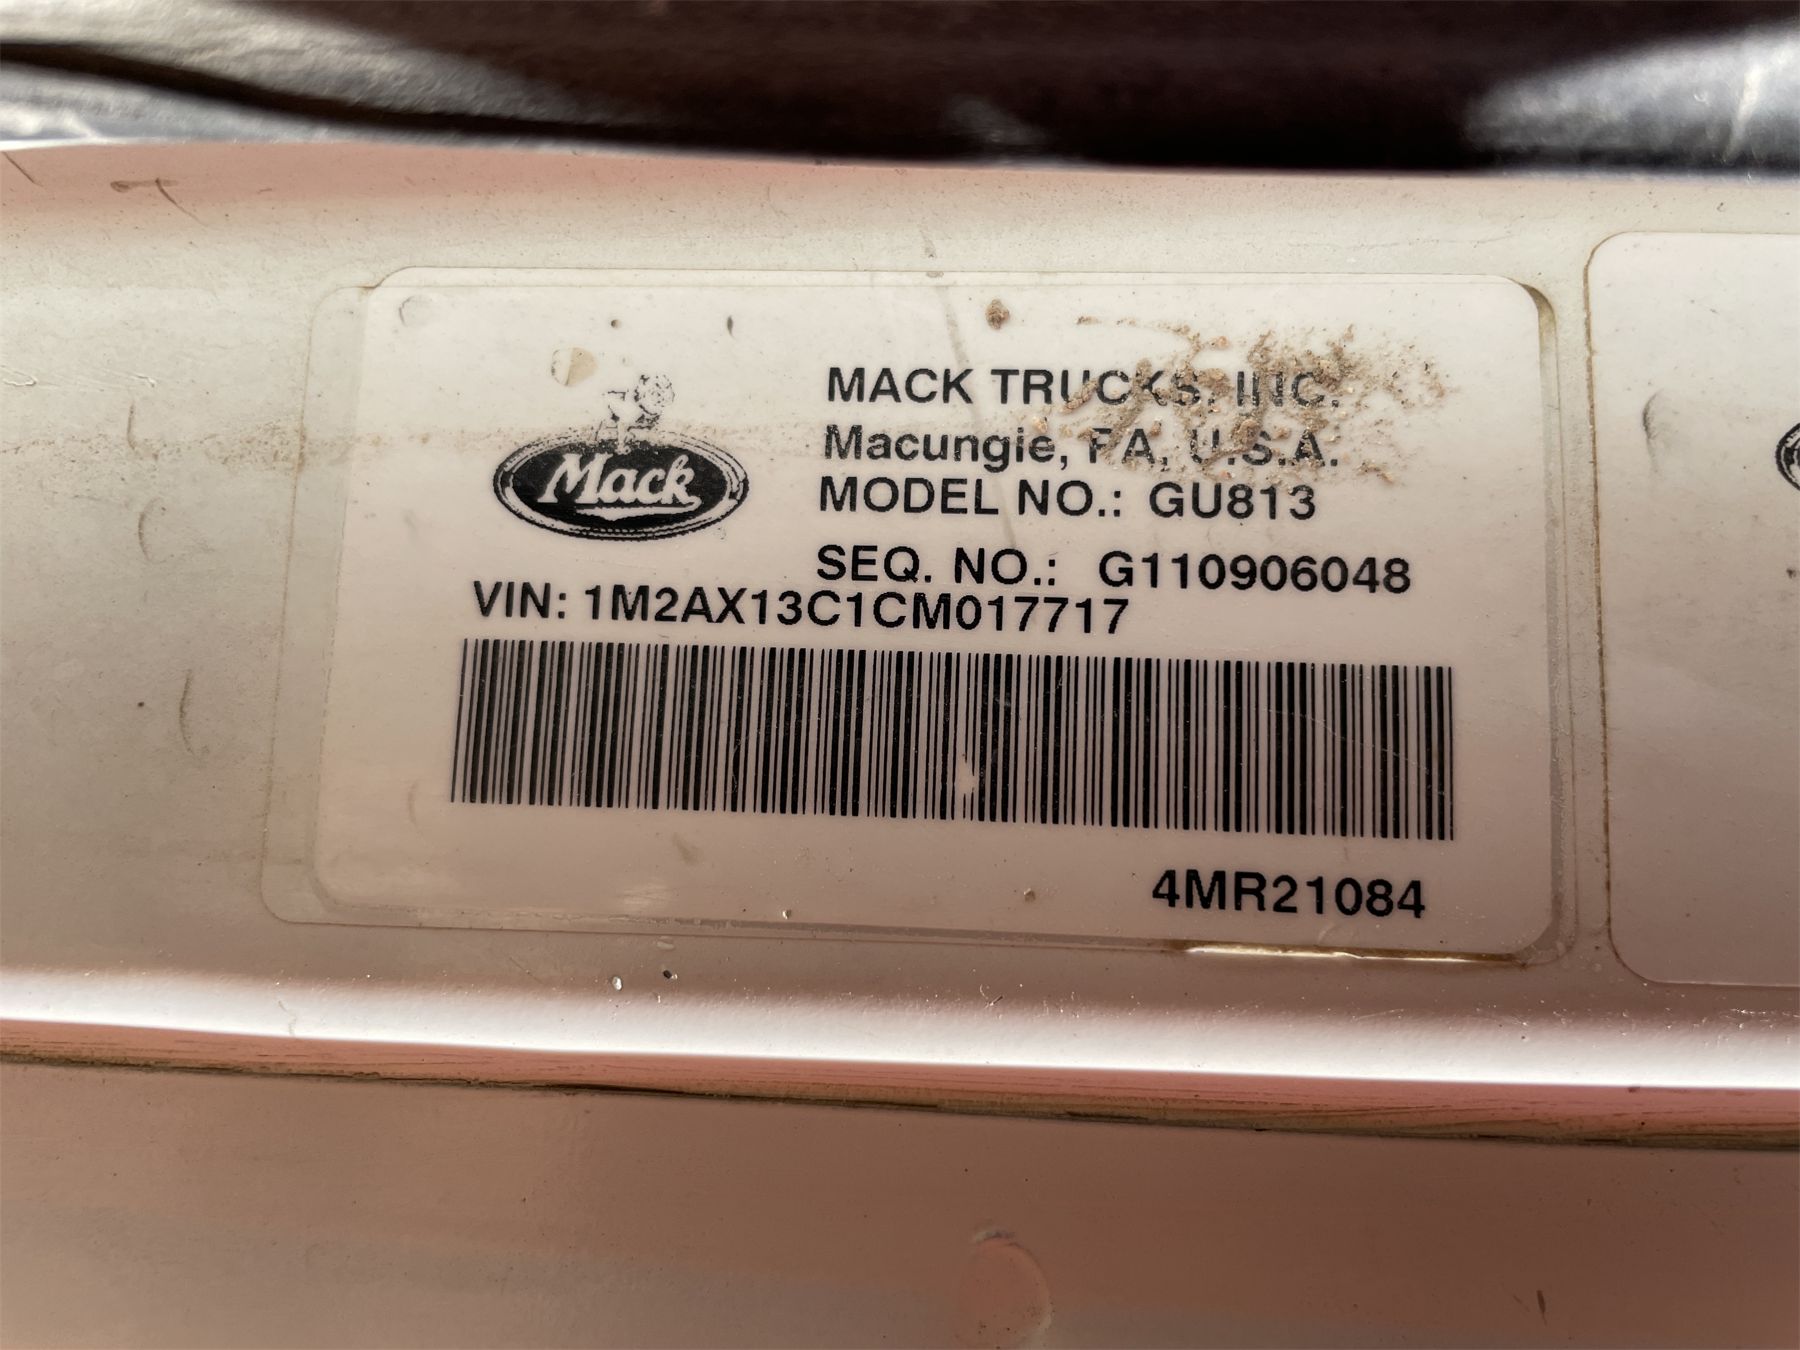 MACK TRUCKS, INC.
Macungie, PA, U.S.A.
Mack
MODEL NO.: GU813
SEQ. NO.: G110906048
VIN: 1M2AX13C1CM017717
4MR21084